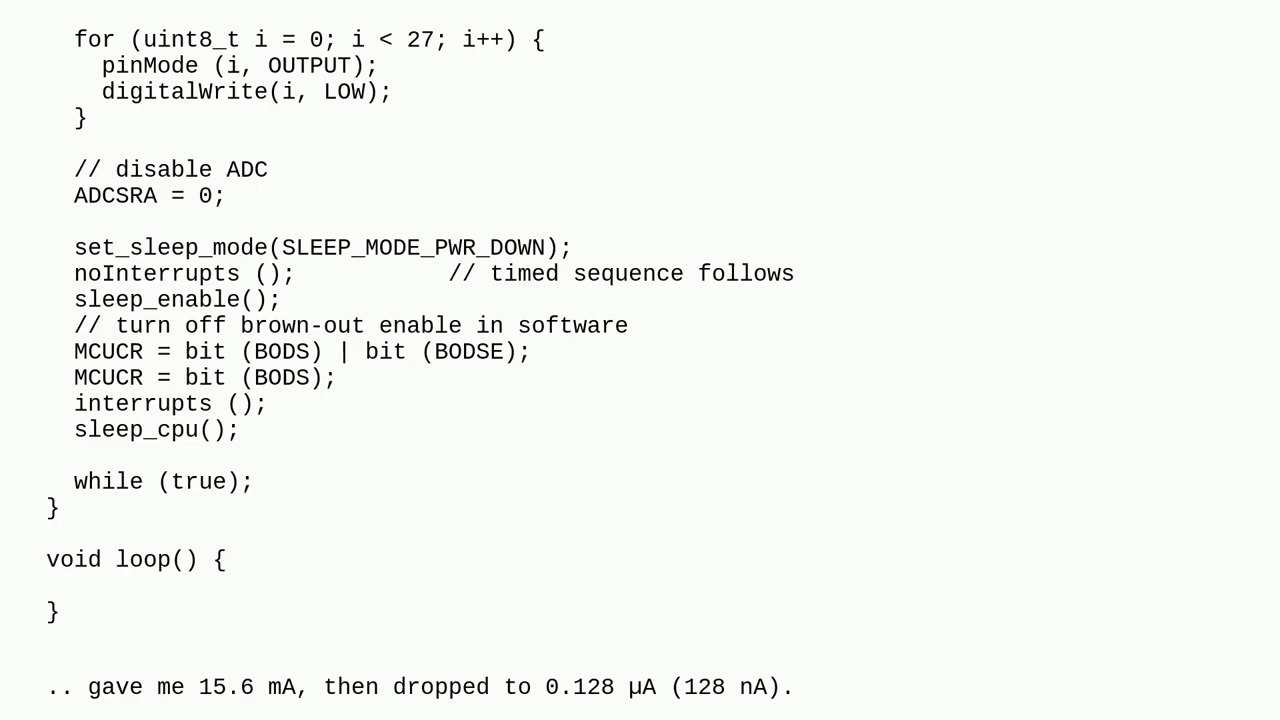 for (uint8_t i = 0; i < 27; i++) {
pinMode (i, OUTPUT);
digitalWrite(i, LOW);
}
// disable ADC
ADCSRA = 0;
set_sleep_mode(SLEEP_MODE_PWR_DOWN);
noInterrupts ();           // timed sequence follows
sleep_enable();
// turn off brown-out enable in software
MCUCR = bit (BODS) | bit (BODSE);
MCUCR = bit (BODS);
interrupts ();
sleep_cpu();
while (true);
}
void loop() {
}
.. gave me 15.6 mA, then dropped to 0.128 µA (128 nA).